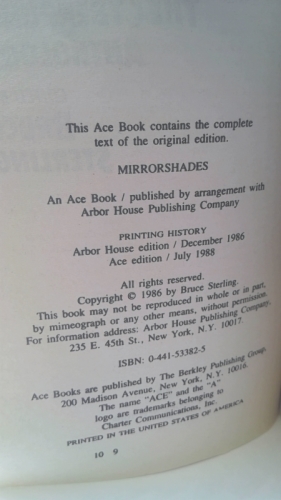 This Ace Book contains the complete
text of the original edition.
MIRRORSHADES
An Ace Book / published by arrangement with
Arbor House Publishing Company
PRINTING HISTORY
Arbor House edition / December 1986
Ace edition / July 1988
All rights reserved.
Copyright © 1986 by Bruce Sterling.
This book may not be reproduced in whole or in part,
by mimeograph or any other means, without permission.
For information address: Arbor House Publishing Company,
235 E. 45th St., New York, N.Y. 10017.
ISBN: 0-441-53382-5
Ace Books are published by The Berkley Publishing Group,
200 Madison Avenue, New York, N.Y. 10016.
The name "ACE" and the "A"
logo are trademarks belonging to
Charter Communications, Inc.
PRINTED IN THE UNITED STATES OF AMERICA
10 9